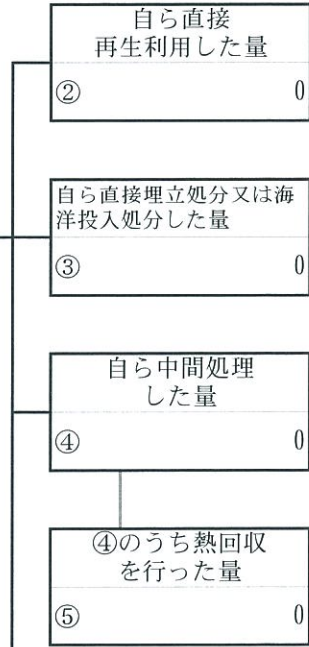 自ら直接
再生利用した量
② 0
自ら直接埋立処分又は海
洋投入処分した量
③ 0
自ら中間処理
した量
④ 0
④のうち熱回収
を行った量
⑤ 0